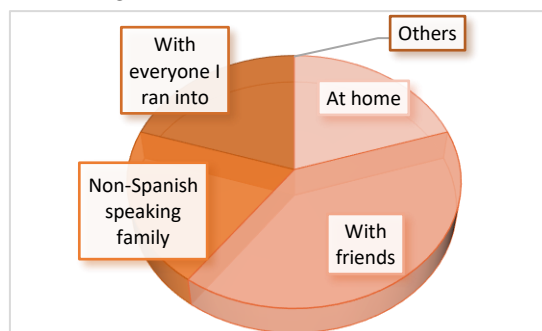 With
everyone I
ran into
Others
At home
Non-Spanish
speaking
family
With
friends